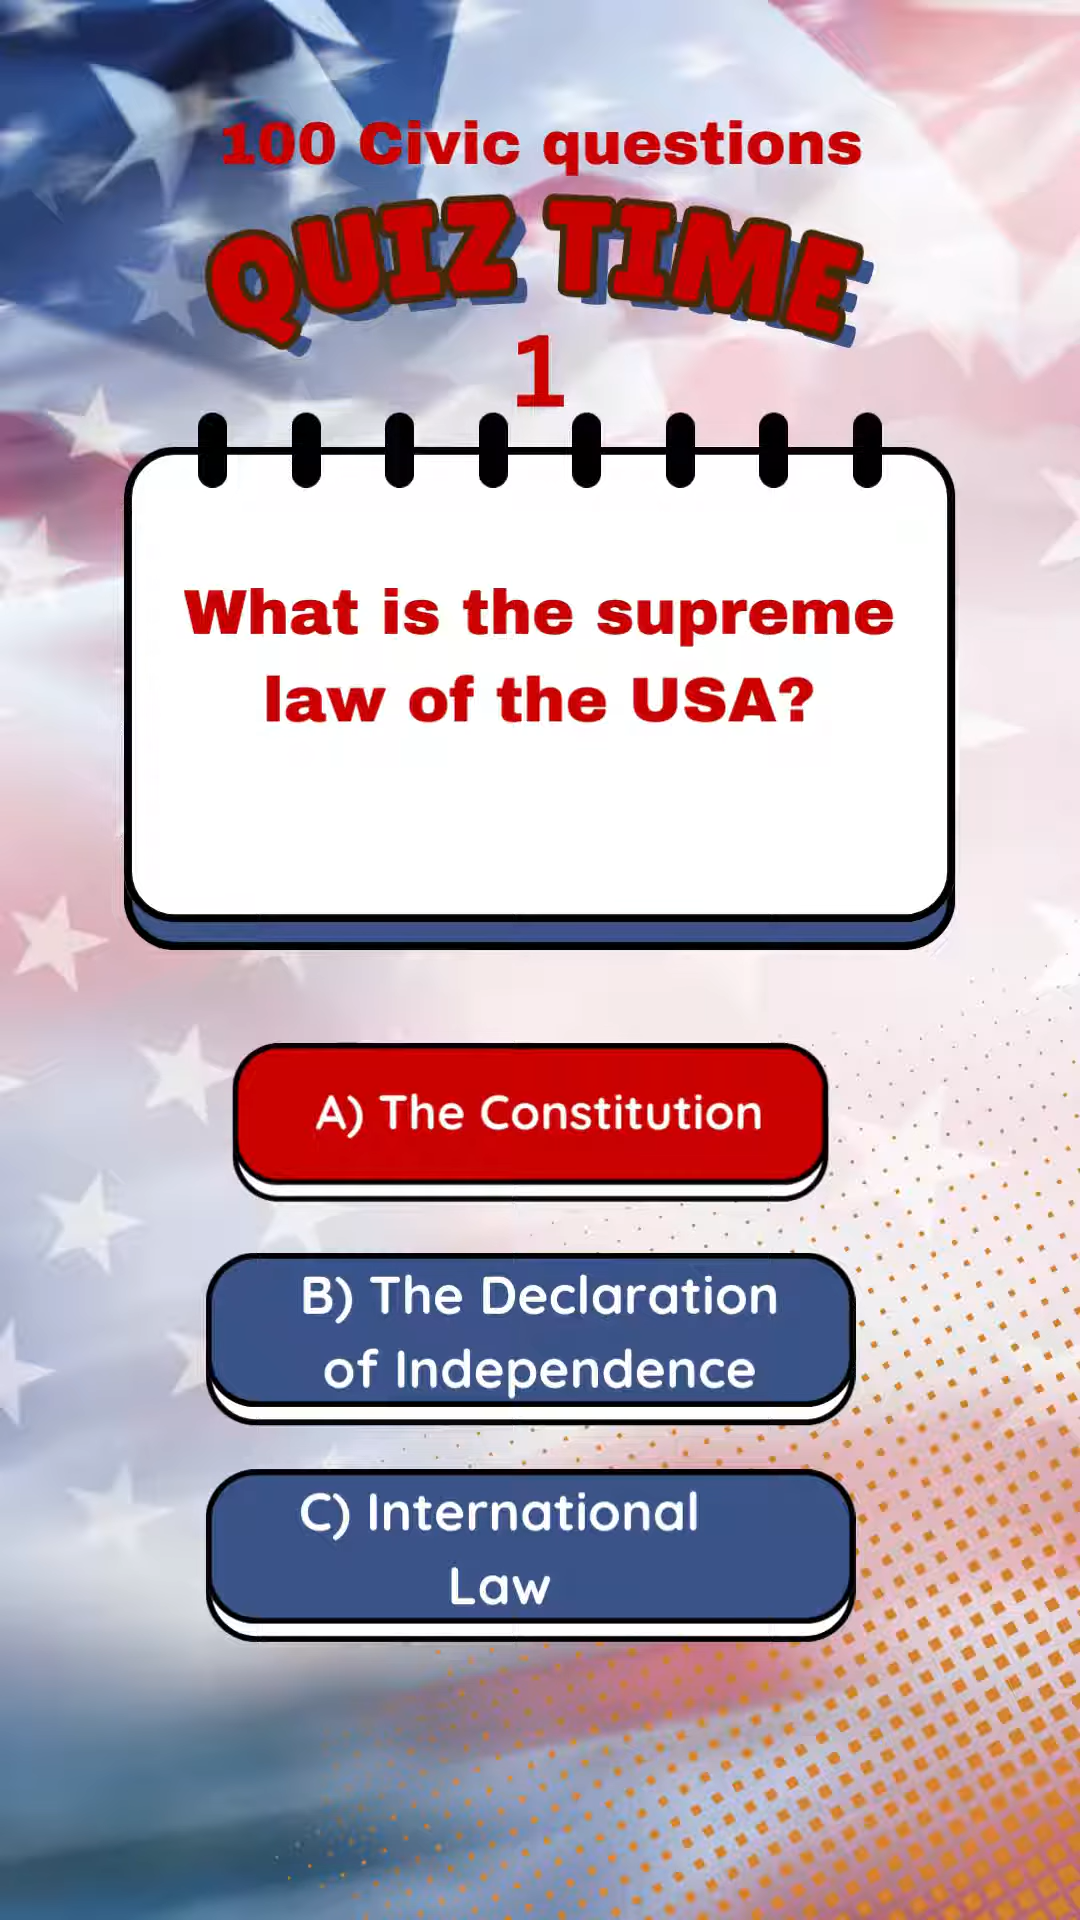 100 Civic questions
QUIZ TIME
1
What is the supreme
law of the USA?
A) The Constitution
B) The Declaration
of Independence
C) International
Law